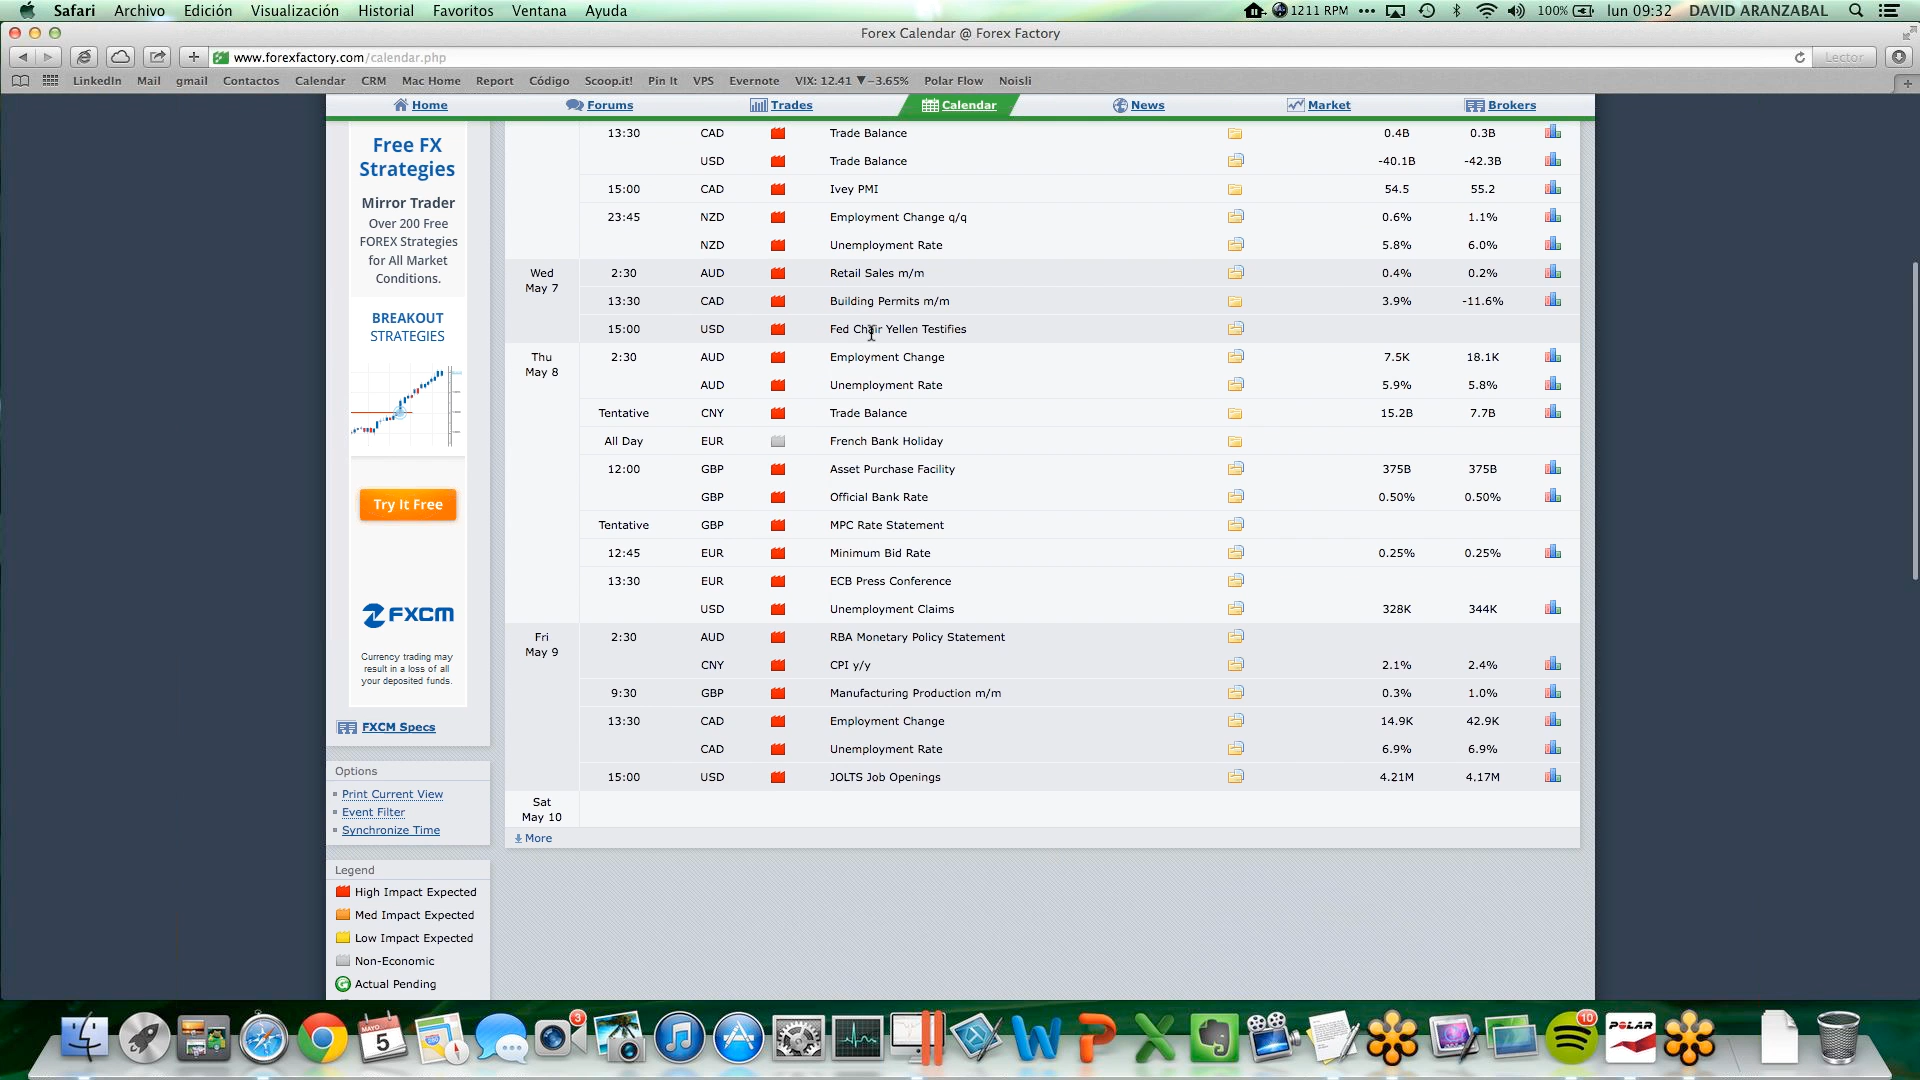 Safari Archivo Edición Visualización Historial Favoritos Ventana Ayuda 1211 RPM 100% lun 09:32 DAVID ARANZABAL
Forex Calendar @ Forex Factory
www.forexfactory.com/calendar.php Lector
LinkedIn Mail gmail Contactos Calendar CRM Mac Home Report Código Scoop.it! Pin It VPS Evernote VIX: 12.41 ▼−3.65% Polar Flow Noisli
Home Forums Trades Calendar News Market Brokers
13:30 CAD Trade Balance 0.4B 0.3B
USD Trade Balance -40.1B -42.3B
15:00 CAD Ivey PMI 54.5 55.2
23:45 NZD Employment Change q/q 0.6% 1.1%
NZD Unemployment Rate 5.8% 6.0%
Wed
May 7
2:30 AUD Retail Sales m/m 0.4% 0.2%
13:30 CAD Building Permits m/m 3.9% -11.6%
15:00 USD Fed Chair Yellen Testifies
Thu
May 8
2:30 AUD Employment Change 7.5K 18.1K
AUD Unemployment Rate 5.9% 5.8%
Tentative CNY Trade Balance 15.2B 7.7B
All Day EUR French Bank Holiday
12:00 GBP Asset Purchase Facility 375B 375B
GBP Official Bank Rate 0.50% 0.50%
Tentative GBP MPC Rate Statement
12:45 EUR Minimum Bid Rate 0.25% 0.25%
13:30 EUR ECB Press Conference
USD Unemployment Claims 328K 344K
Fri
May 9
2:30 AUD RBA Monetary Policy Statement
CNY CPI y/y 2.1% 2.4%
9:30 GBP Manufacturing Production m/m 0.3% 1.0%
13:30 CAD Employment Change 14.9K 42.9K
CAD Unemployment Rate 6.9% 6.9%
15:00 USD JOLTS Job Openings 4.21M 4.17M
Sat
May 10
More
Free FX
Strategies
Mirror Trader
Over 200 Free
FOREX Strategies
for All Market
Conditions.
BREAKOUT
STRATEGIES
Try It Free
FXCM
Currency trading may
result in a loss of all
your deposited funds.
FXCM Specs
Options
Print Current View
Event Filter
Synchronize Time
Legend
High Impact Expected
Med Impact Expected
Low Impact Expected
Non-Economic
Actual Pending
MAYO
5
3
10
POLAR